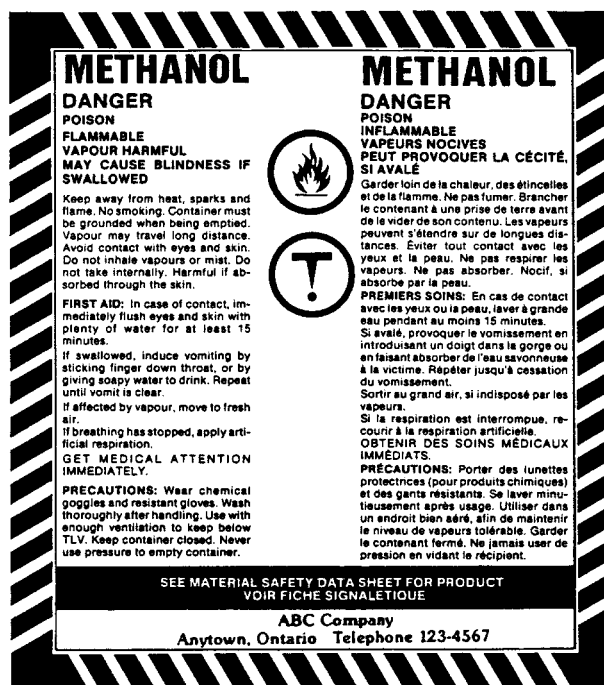 METHANOL
DANGER
POISON
FLAMMABLE
VAPOUR HARMFUL
MAY CAUSE BLINDNESS IF
SWALLOWED
Keep away from heat, sparks and
flame. No smoking. Container must
be grounded when being emptied.
Vapour may travel long distance.
Avoid contact with eyes and skin.
Do not inhale vapours or mist. Do
not take internally. Harmful if ab-
sorbed through the skin.
FIRST AID: In case of contact, im-
mediately flush eyes and skin with
plenty of water for at least 15
minutes.
If swallowed, induce vomiting by
sticking finger down throat, or by
giving soapy water to drink. Repeat
until vomit is clear.
If affected by vapour, move to fresh
air.
If breathing has stopped, apply arti-
ficial respiration.
GET MEDICAL ATTENTION
IMMEDIATELY.
PRECAUTIONS: Wear chemical
goggles and resistant gloves. Wash
thoroughly after handling. Use with
enough ventilation to keep below
TLV. Keep container closed. Never
use pressure to empty container.
METHANOL
DANGER
POISON
INFLAMMABLE
VAPEURS NOCIVES
PEUT PROVOQUER LA CÉCITÉ,
SI AVALÉ
Garder loin de la chaleur, des étincelles
et de la flamme. Ne pas fumer. Brancher
le contenant à une prise de terre avant
de le vider de son contenu. Les vapeurs
peuvent s'étendre sur de longues dis-
tances. Éviter tout contact avec les
yeux et la peau. Ne pas respirer les
vapeurs. Ne pas absorber. Nocif, si
absorbe par la peau.
PREMIERS SOINS: En cas de contact
avec les yeux ou la peau, laver à grande
eau pendant au moins 15 minutes.
Si avalé, provoquer le vomissement en
introduisant un doigt dans la gorge ou
en faisant absorber de l'eau savonneuse
à la victime. Répéter jusqu'à cessation
du vomissement.
Sortir au grand air, si indisposé par les
vapeurs.
Si la respiration est interrompue, re-
courir à la respiration artificielle.
OBTENIR DES SOINS MÉDICAUX
IMMÉDIATS.
PRÉCAUTIONS: Porter des lunettes
protectrices (pour produits chimiques)
et des gants résistants. Se laver minu-
tieusement après usage. Utiliser dans
un endroit bien aéré, afin de maintenir
le niveau de vapeurs tolérable. Garder
le contenant fermé. Ne jamais user de
pression en vidant le récipient.
SEE MATERIAL SAFETY DATA SHEET FOR PRODUCT
VOIR FICHE SIGNALETIQUE
ABC Company
Anytown, Ontario Telephone 123-4567